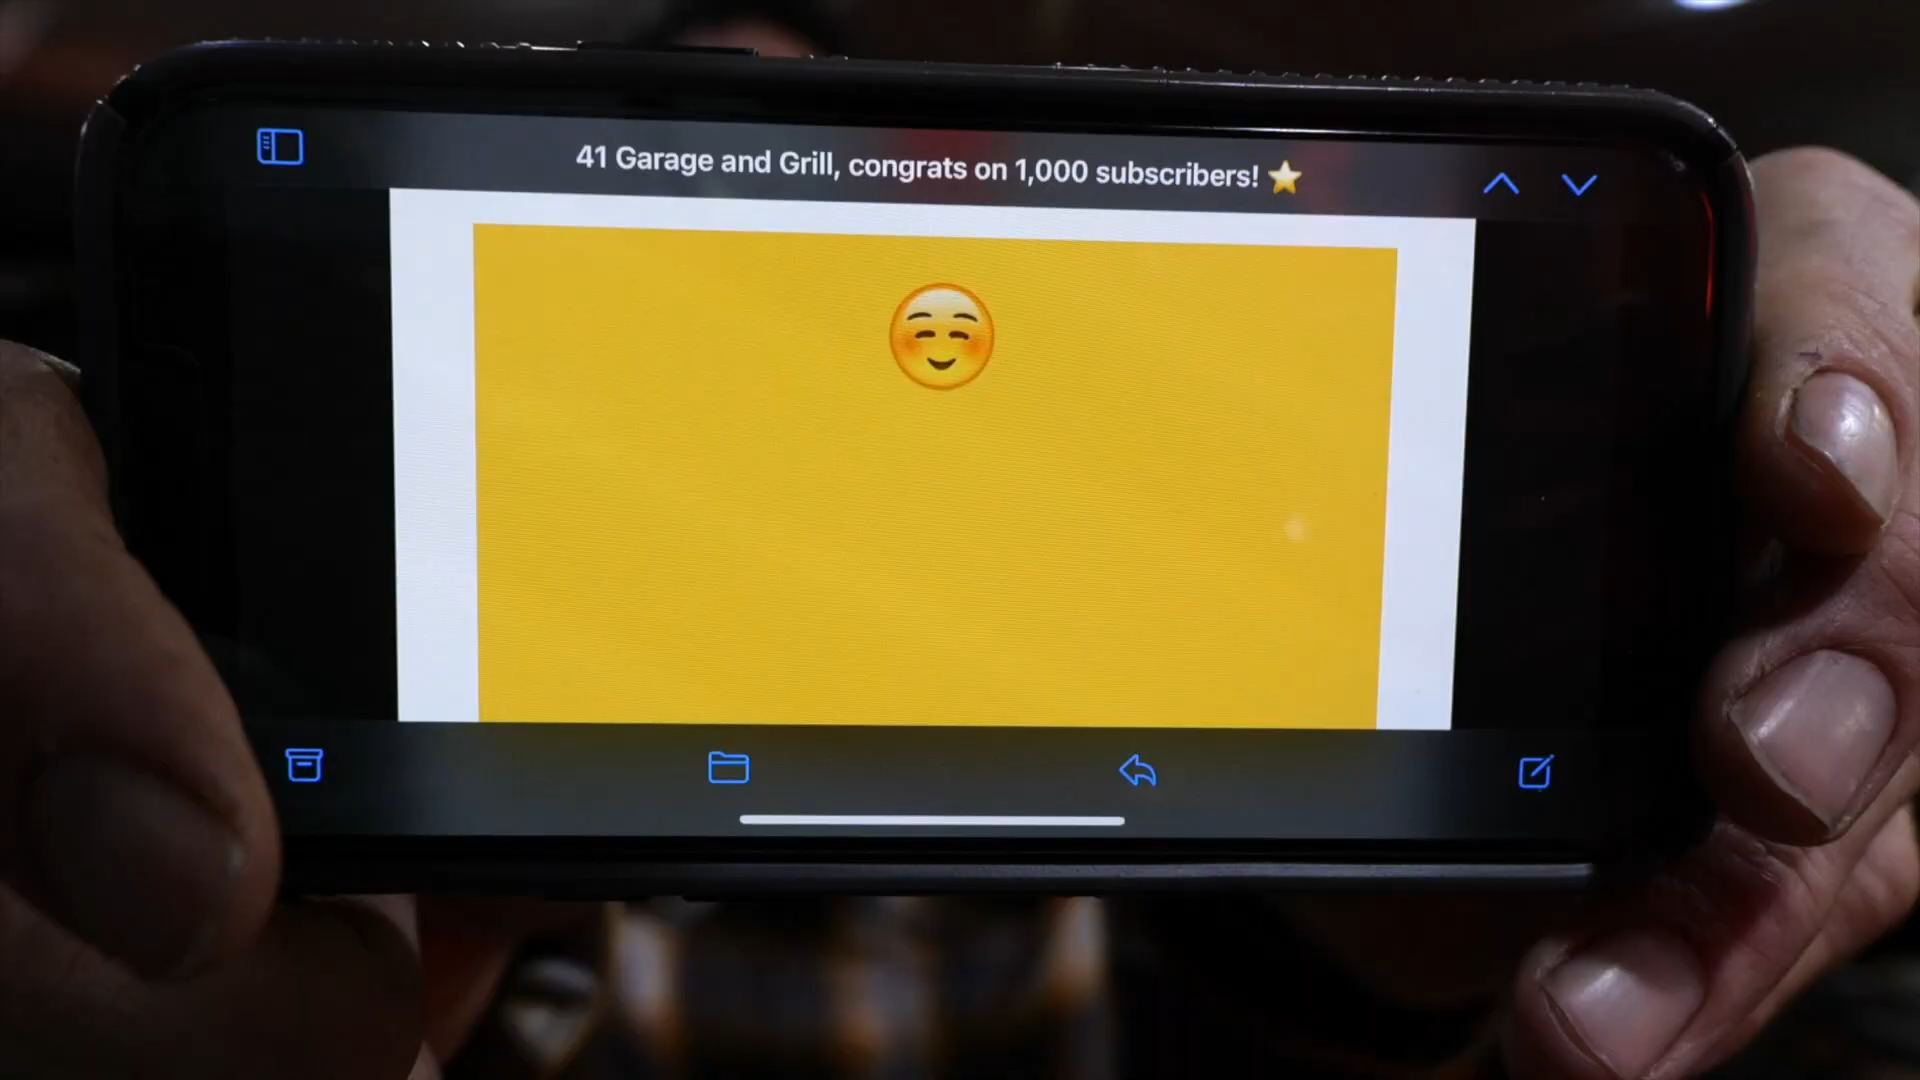 41 Garage and Grill, congrats on 1,000 subscribers! ⭐